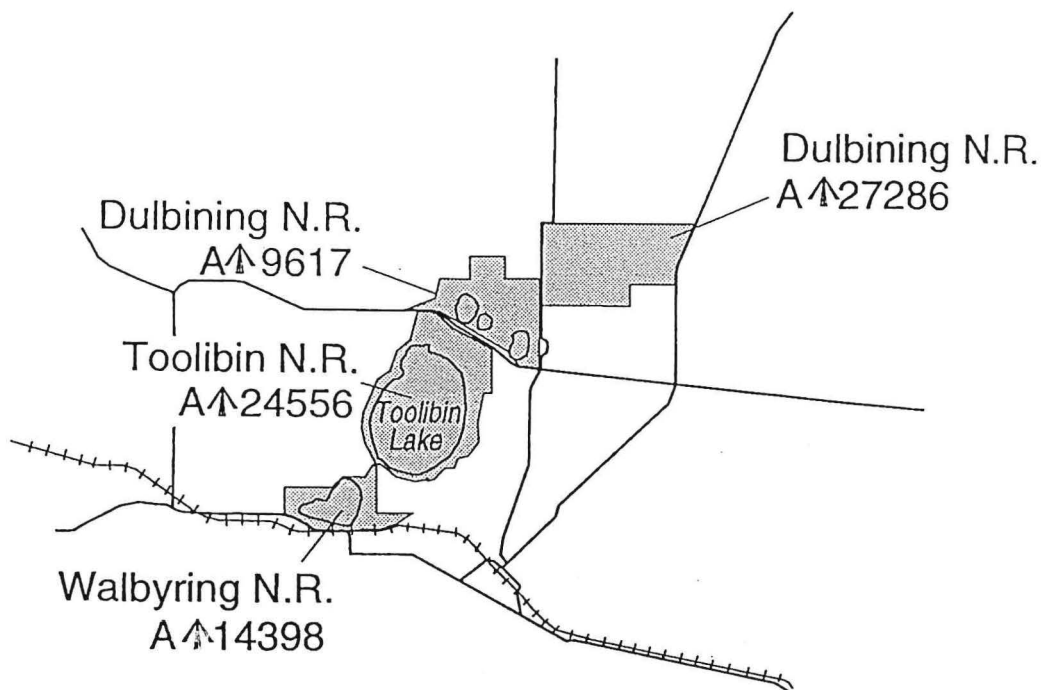 Dulbining N.R.
A 27286
Dulbining N.R.
A 9617
Toolibin N.R.
A 24556
Toolibin
Lake
Walbyring N.R.
A 14398